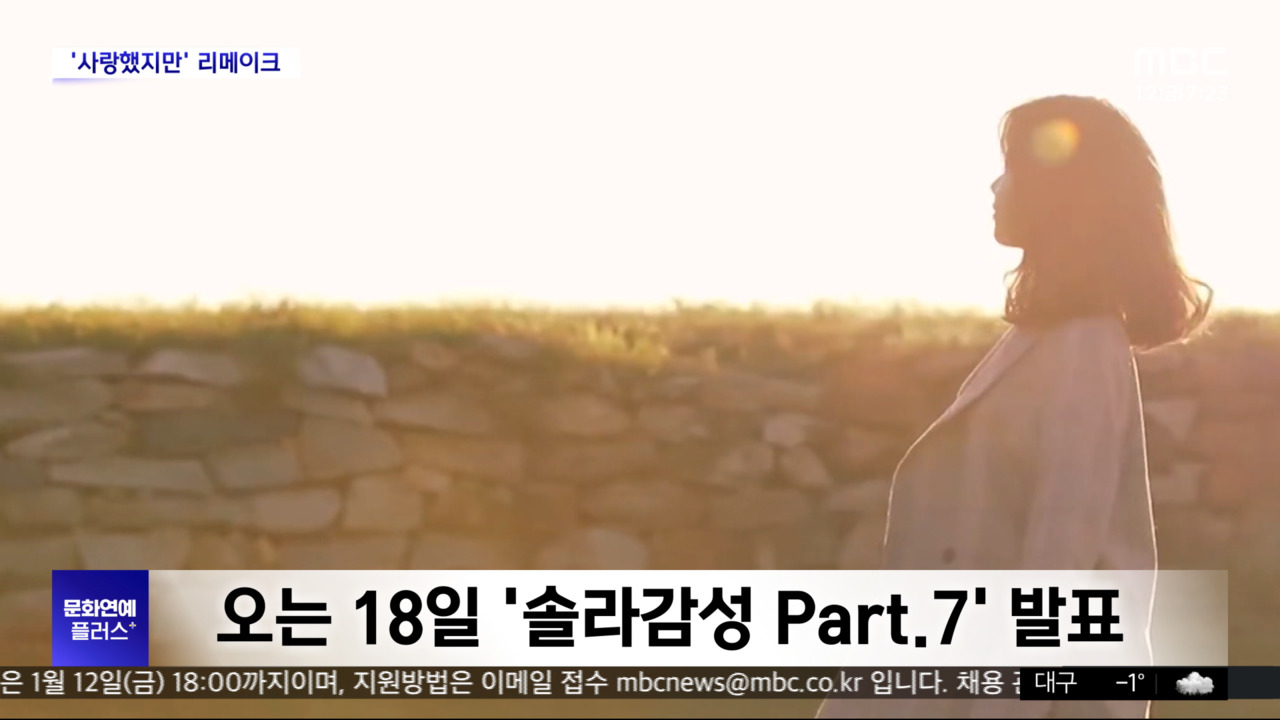 '사랑했지만' 리메이크
MBC
문화연예
플러스+
오는 18일 '솔라감성 Part.7' 발표
은 1월 12일(금) 18:00까지이며, 지원방법은 이메일 접수 mbcnews@mbc.co.kr 입니다. 채용
대구 -1°